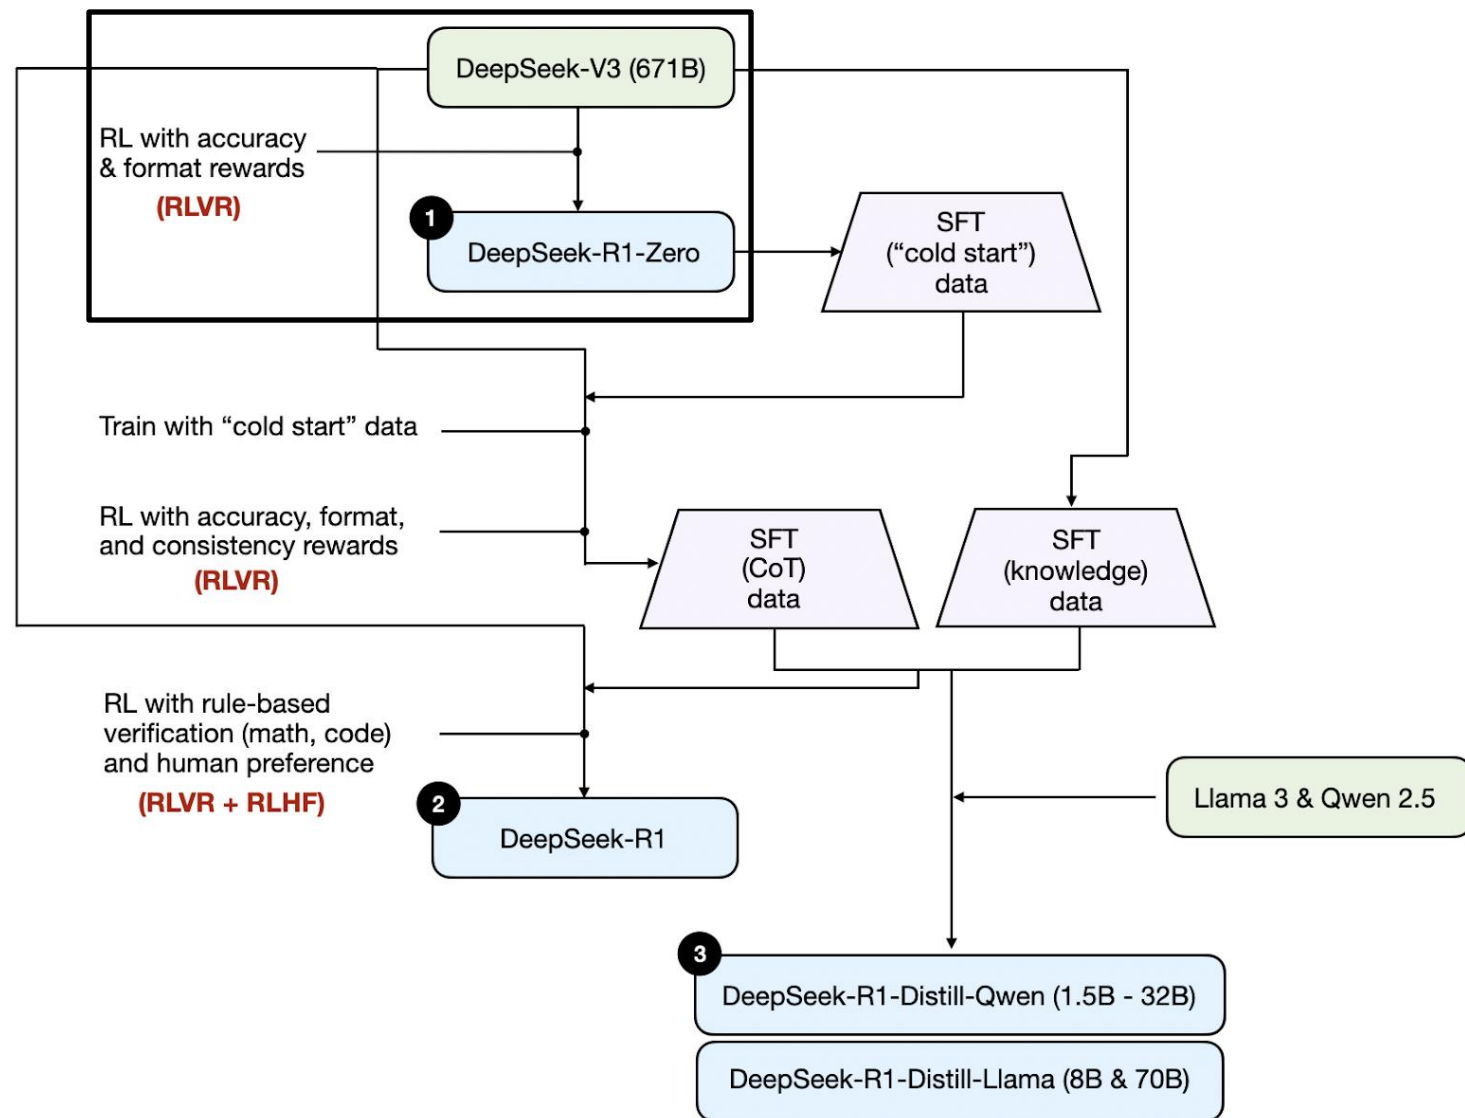 DeepSeek-V3 (671B)
RL with accuracy
& format rewards
(RLVR)
1
DeepSeek-R1-Zero
SFT
(“cold start”)
data
Train with “cold start” data
RL with accuracy, format,
and consistency rewards
(RLVR)
SFT
(CoT)
data
SFT
(knowledge)
data
RL with rule-based
verification (math, code)
and human preference
(RLVR + RLHF)
2
DeepSeek-R1
Llama 3 & Qwen 2.5
3
DeepSeek-R1-Distill-Qwen (1.5B - 32B)
DeepSeek-R1-Distill-Llama (8B & 70B)